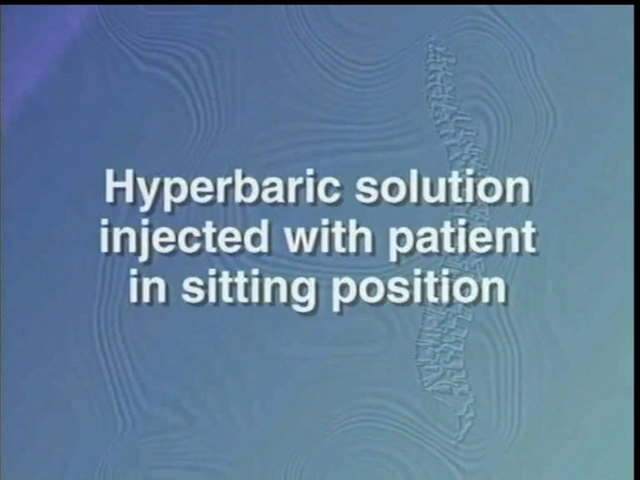 Hyperbaric solution
injected with patient
in sitting position